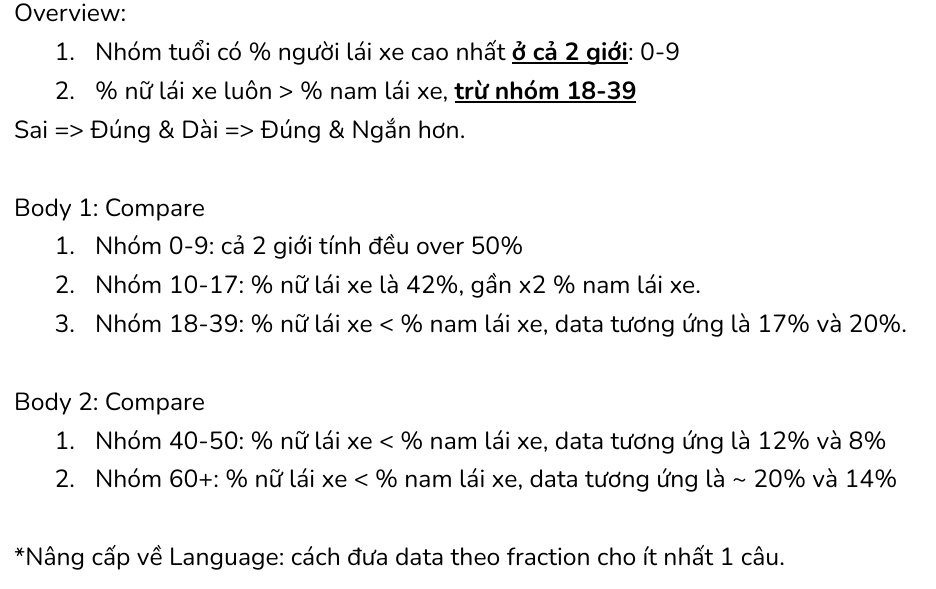 Overview:
1. Nhóm tuổi có % người lái xe cao nhất ở cả 2 giới: 0-9
2. % nữ lái xe luôn > % nam lái xe, trừ nhóm 18-39
Sai => Đúng & Dài => Đúng & Ngắn hơn.
Body 1: Compare
1. Nhóm 0-9: cả 2 giới tính đều over 50%
2. Nhóm 10-17: % nữ lái xe là 42%, gần x2 % nam lái xe.
3. Nhóm 18-39: % nữ lái xe < % nam lái xe, data tương ứng là 17% và 20%.
Body 2: Compare
1. Nhóm 40-50: % nữ lái xe < % nam lái xe, data tương ứng là 12% và 8%
2. Nhóm 60+: % nữ lái xe < % nam lái xe, data tương ứng là ~ 20% và 14%
*Nâng cấp về Language: cách đưa data theo fraction cho ít nhất 1 câu.